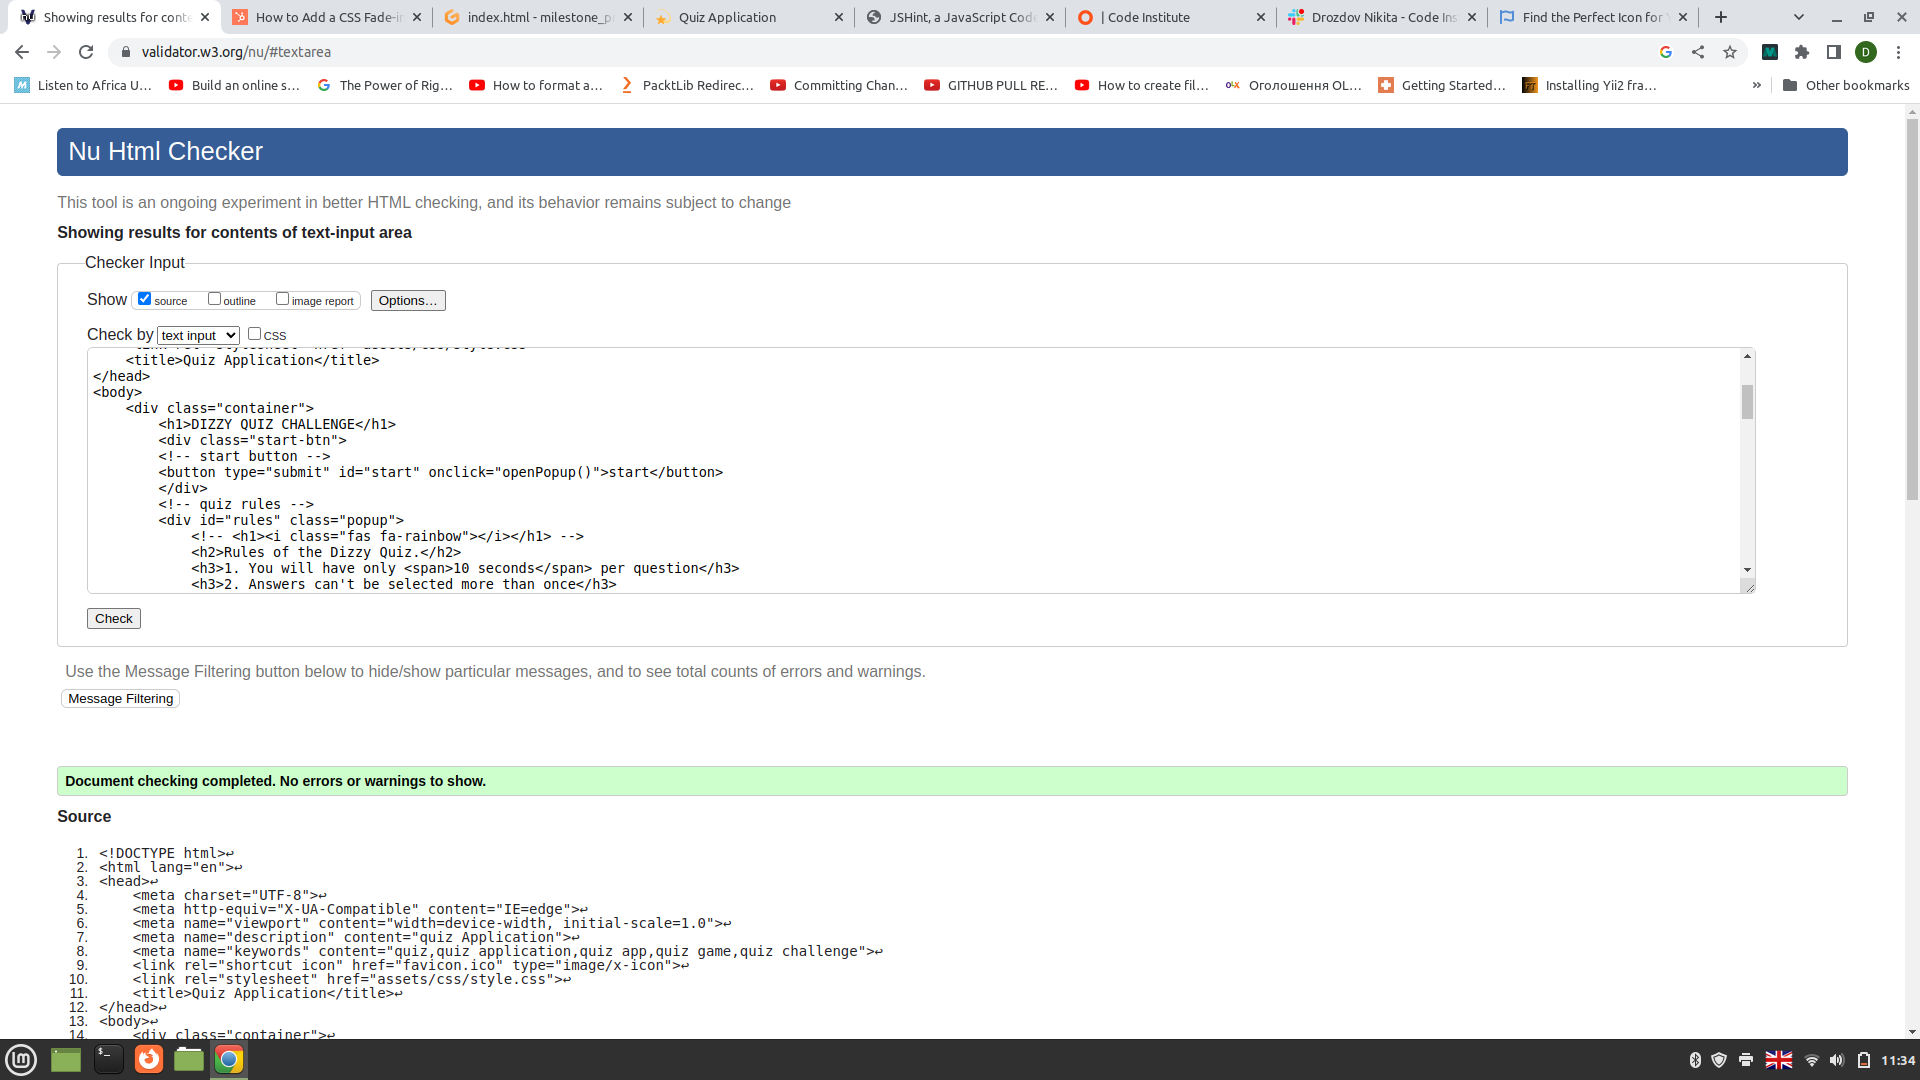 Showing results for conte
How to Add a CSS Fade-i
index.html - milestone_p
Quiz Application
JSHint, a JavaScript Cod
| Code Institute
Drozdov Nikita - Code Ins
Find the Perfect Icon for
validator.w3.org/nu/#textarea
D
Listen to Africa U…
Build an online s…
The Power of Rig…
How to format a…
PacktLib Redirec…
Committing Chan…
GITHUB PULL RE…
How to create fil…
Оголошення OL…
Getting Started…
Installing Yii2 fra…
»
Other bookmarks
Nu Html Checker
This tool is an ongoing experiment in better HTML checking, and its behavior remains subject to change
Showing results for contents of text-input area
Checker Input
Show source outline image report Options…
Check by text input CSS
<title>Quiz Application</title>
</head>
<body>
<div class="container">
<h1>DIZZY QUIZ CHALLENGE</h1>
<div class="start-btn">
<!-- start button -->
<button type="submit" id="start" onclick="openPopup()">start</button>
</div>
<!-- quiz rules -->
<div id="rules" class="popup">
<!-- <h1><i class="fas fa-rainbow"></i></h1> -->
<h2>Rules of the Dizzy Quiz.</h2>
<h3>1. You will have only <span>10 seconds</span> per question</h3>
<h3>2. Answers can't be selected more than once</h3>
Check
Use the Message Filtering button below to hide/show particular messages, and to see total counts of errors and warnings.
Message Filtering
Document checking completed. No errors or warnings to show.
Source
1. <!DOCTYPE html>↩
2. <html lang="en">↩
3. <head>↩
4. <meta charset="UTF-8">↩
5. <meta http-equiv="X-UA-Compatible" content="IE=edge">↩
6. <meta name="viewport" content="width=device-width, initial-scale=1.0">↩
7. <meta name="description" content="quiz Application">↩
8. <meta name="keywords" content="quiz,quiz application,quiz app,quiz game,quiz challenge">↩
9. <link rel="shortcut icon" href="favicon.ico" type="image/x-icon">↩
10. <link rel="stylesheet" href="assets/css/style.css">↩
11. <title>Quiz Application</title>↩
12. </head>↩
13. <body>↩
14. <div class="container">↩
11:34